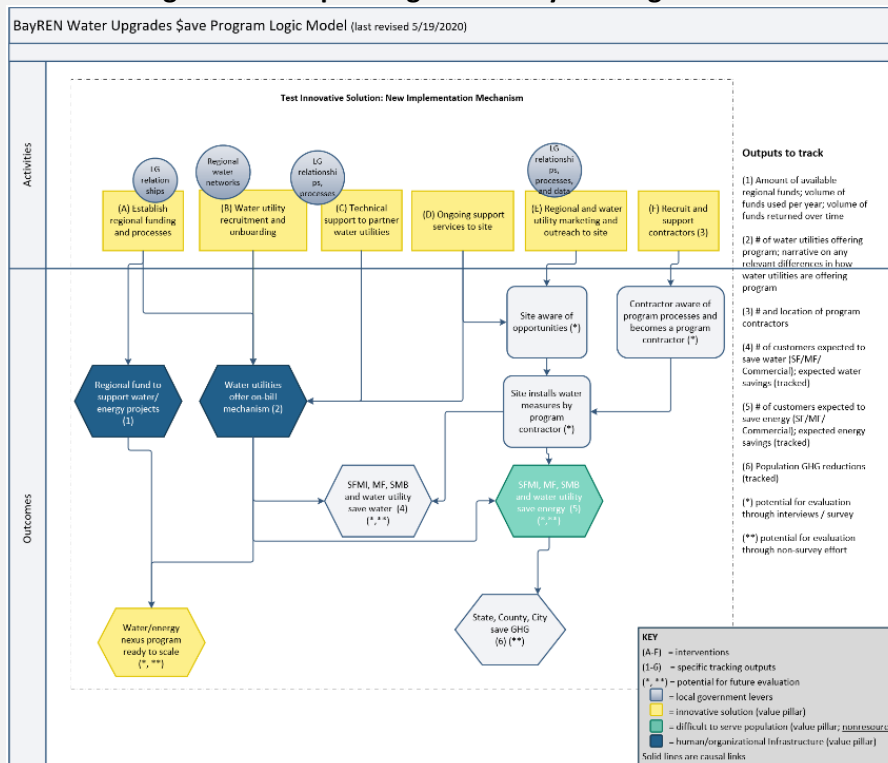 BayREN Water Upgrades $ave Program Logic Model (last revised 5/19/2020)
Activities
Test Innovative Solution: New Implementation Mechanism
LG
relation
ships
Regional
water
networks
LG
relationshi
ps,
processes
LG
relationshi
ps,
processes,
and data
(A) Establish
regional funding
and processes
(B) Water utility
recruitment and
onboarding
(C) Technical
support to partner
water utilities
(D) Ongoing support
services to site
(E) Regional and water
utility marketing and
outreach to site
(F) Recruit and
support
contractors (3)
Outcomes
Site aware of
opportunities (*)
Contractor aware of
program processes and
becomes a program
contractor (*)
Regional fund to
support water/
energy projects
(1)
Water utilities
offer on-bill
mechanism (2)
Site installs water
measures by
program
contractor (*)
SFMI, MF, SMB
and water utility
save water (4)
(*,**)
SFMI, MF, SMB
and water utility
save energy (5)
(*,**)
Water/energy
nexus program
ready to scale
(*, **)
State, County, City
save GHG
(6) (**)
Outputs to track
(1) Amount of available
regional funds; volume of
funds used per year; volume of
funds returned over time
(2) # of water utilities offering
program; narrative on any
relevant differences in how
water utilities are offering
program
(3) # and location of program
contractors
(4) # of customers expected to
save water (SF/MF/
Commercial); expected water
savings (tracked)
(5) # of customers expected to
save energy (SF/MF/
Commercial); expected energy
savings (tracked)
(6) Population GHG reductions
(tracked)
(*) potential for evaluation
through interviews / survey
(**) potential for evaluation
through non-survey effort
KEY
(A-F) = interventions
(1-G) = specific tracking outputs
(*, **) = potential for future evaluation
= local government levers
= innovative solution (value pillar)
= difficult to serve population (value pillar; nonresourc
= human/organizational Infrastructure (value pillar)
Solid lines are causal links